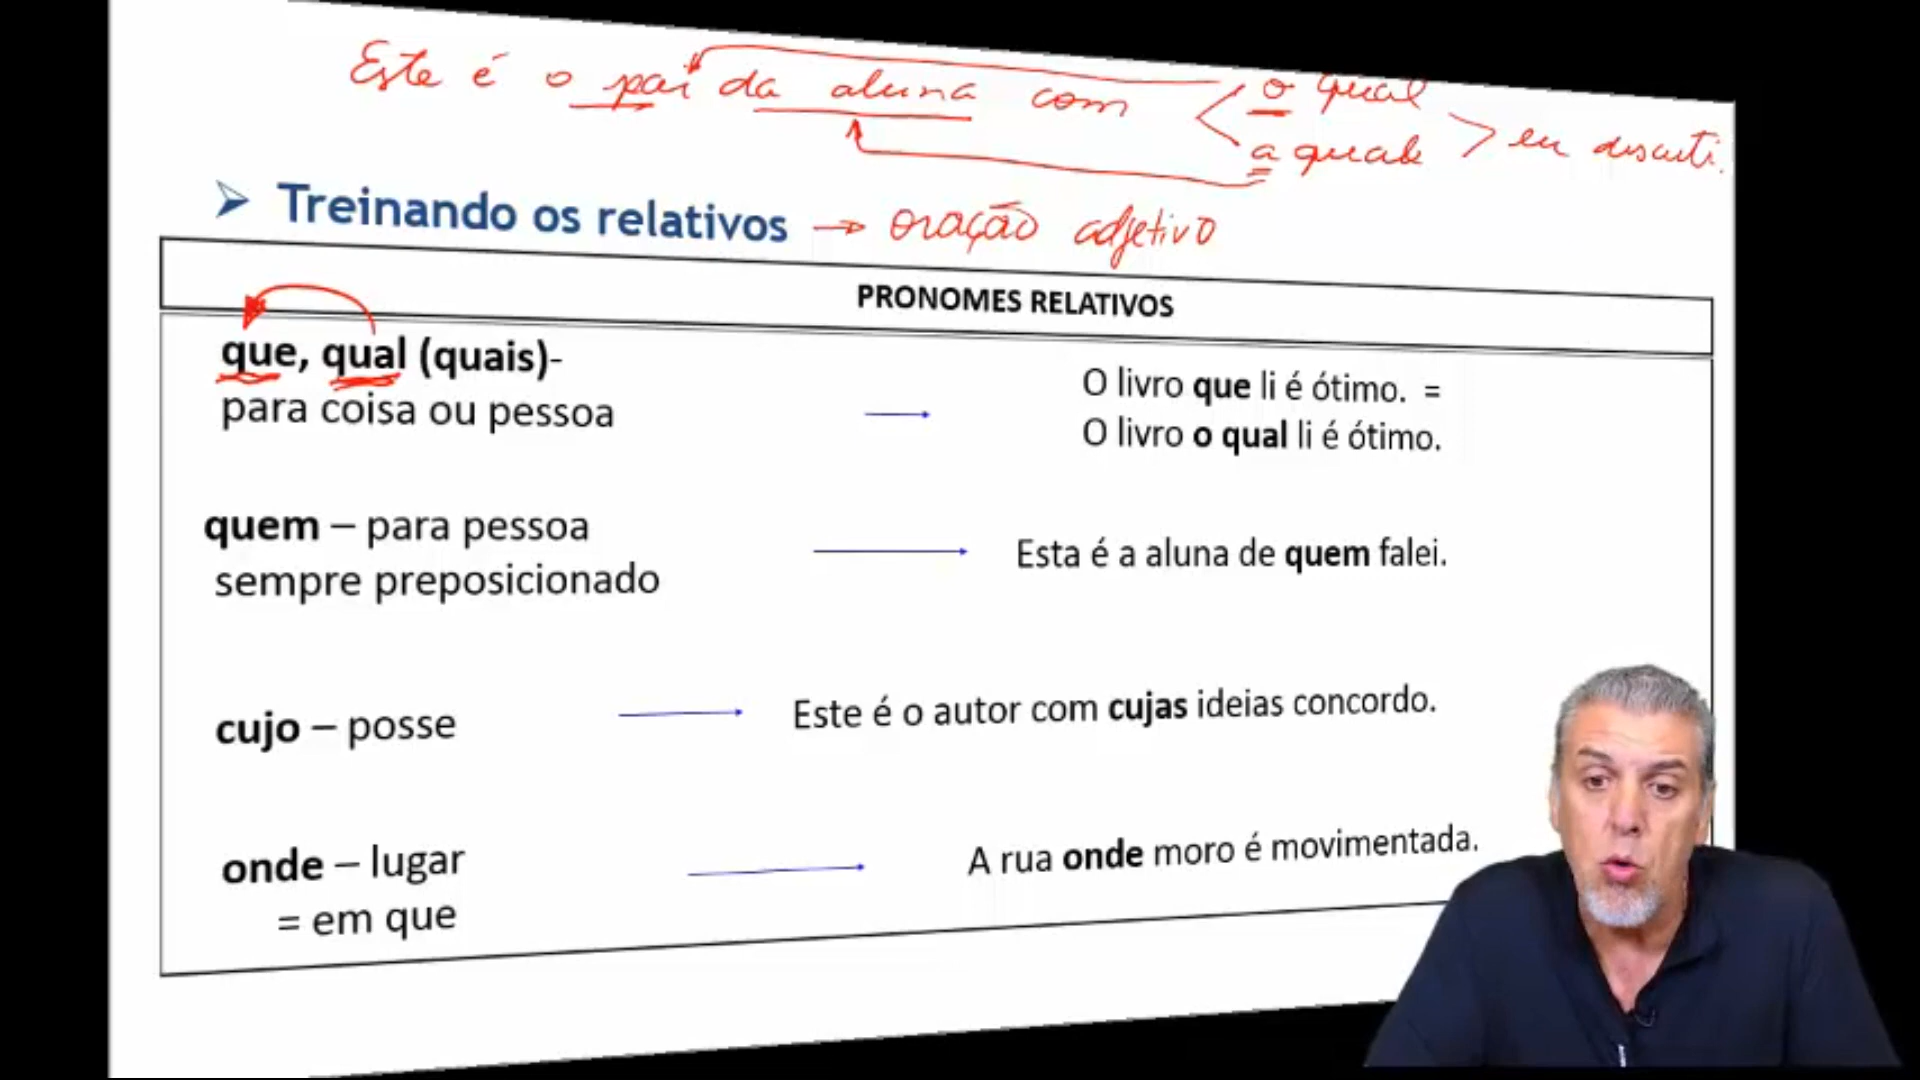 Este é o pai da aluna com < o qual
a quale > eu discuti.
➤ Treinando os relativos → oração adjetivo
PRONOMES RELATIVOS
que, qual (quais)-
para coisa ou pessoa
O livro que li é ótimo. =
O livro o qual li é ótimo.
quem – para pessoa
sempre preposicionado
Esta é a aluna de quem falei.
cujo – posse
Este é o autor com cujas ideias concordo.
onde – lugar
= em que
A rua onde moro é movimentada.